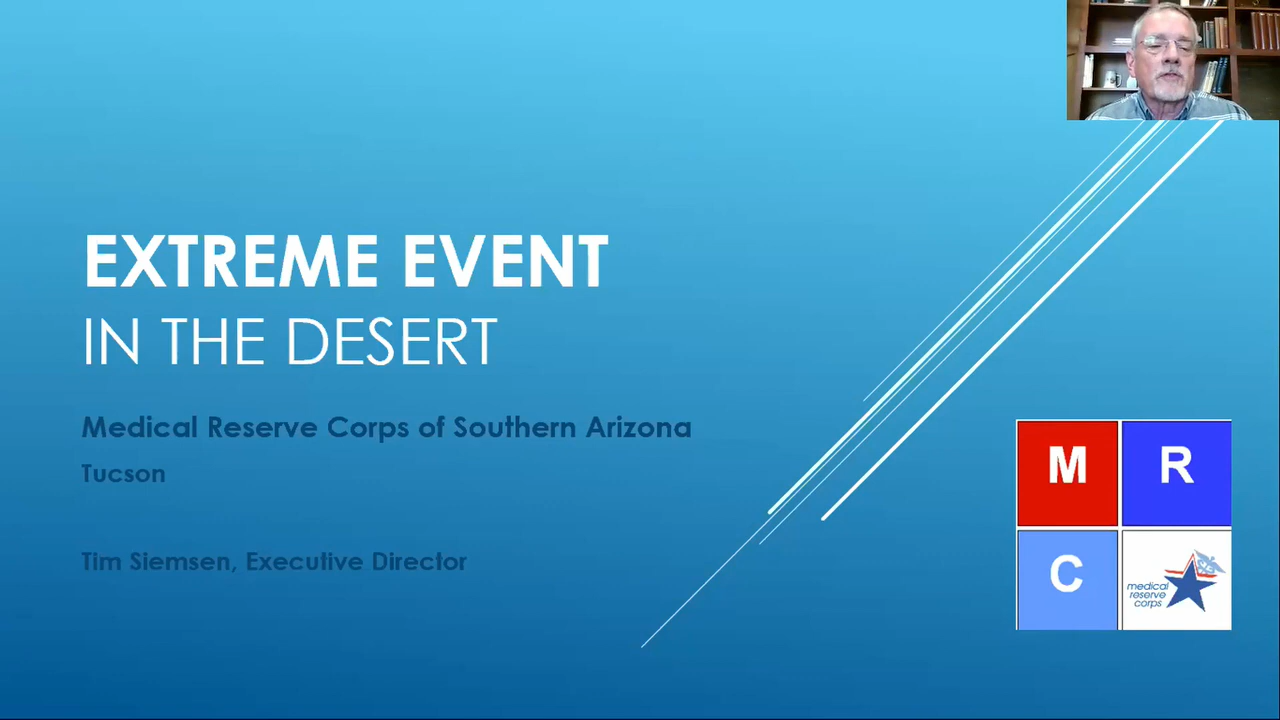 EXTREME EVENT
IN THE DESERT
Medical Reserve Corps of Southern Arizona
Tucson
Tim Siemsen, Executive Director
M R
C
medical
reserve
corps